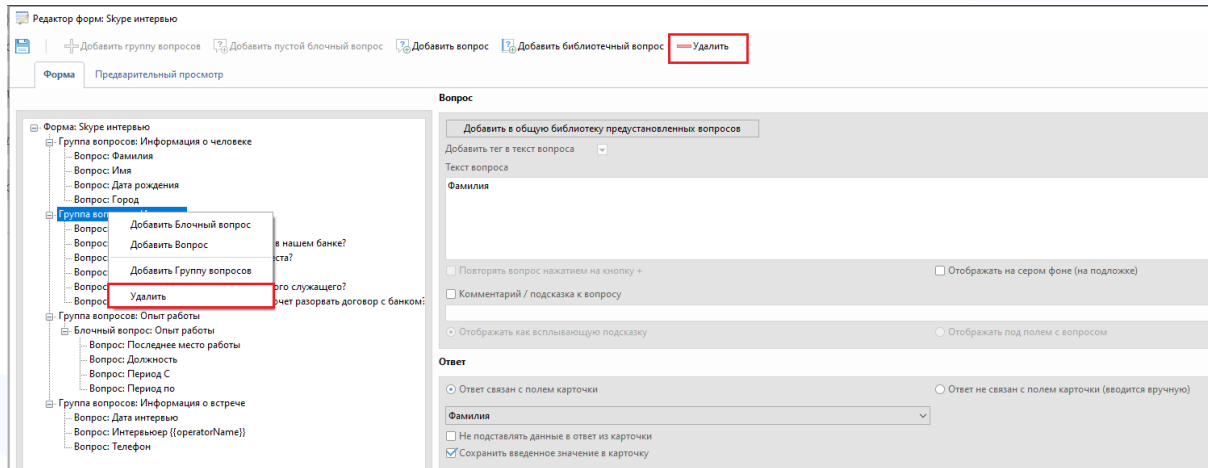 Редактор форм: Skype интервью
Добавить группу вопросов Добавить пустой блочный вопрос Добавить вопрос Добавить библиотечный вопрос Удалить
Форма Предварительный просмотр
Вопрос
Форма: Skype интервью
Группа вопросов: Информация о человеке
Вопрос: Фамилия
Вопрос: Имя
Вопрос: Дата рождения
Вопрос: Город
Группа
Вопрос
Вопрос в нашем банке?
Вопрос
Вопрос
Вопрос служащего?
Вопрос разорвать договор с банком?
Добавить Блочный вопрос
Добавить Вопрос
Добавить Группу вопросов
Удалить
Группа вопросов: Опыт работы
Блочный вопрос: Опыт работы
Вопрос: Последнее место работы
Вопрос: Должность
Вопрос: Период С
Вопрос: Период по
Группа вопросов: Информация о встрече
Вопрос: Дата интервью
Вопрос: Интервьюер {{operatorName}}
Вопрос: Телефон
Добавить в общую библиотеку предустановленных вопросов
Добавить тег в текст вопроса
Текст вопроса
Фамилия
Повторять вопрос нажатием на кнопку + Отображать на сером фоне (на подложке)
Комментарий / подсказка к вопросу
Отображать как всплывающую подсказку Отображать под полем с вопросом
Ответ
Ответ связан с полем карточки Ответ не связан с полем карточки (вводится вручную)
Фамилия
Не подставлять данные в ответ из карточки
Сохранить введенное значение в карточку